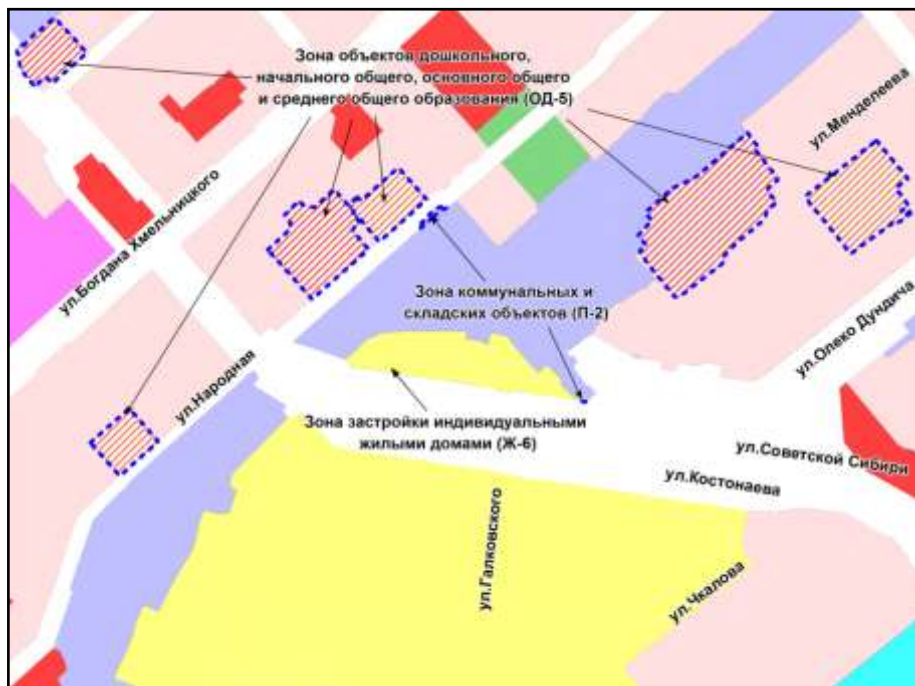 Зона объектов дошкольного,
начального общего, основного общего
и среднего общего образования (ОД-5)
ул.Менделеева
ул.Богдана Хмельницкого
Зона коммунальных и
складских объектов (П-2)
ул.Олеко Дундича
ул.Народная
Зона застройки индивидуальными
жилыми домами (Ж-6)
ул.Советской Сибири
ул.Костонаева
ул.Галковского
ул.Чкалова